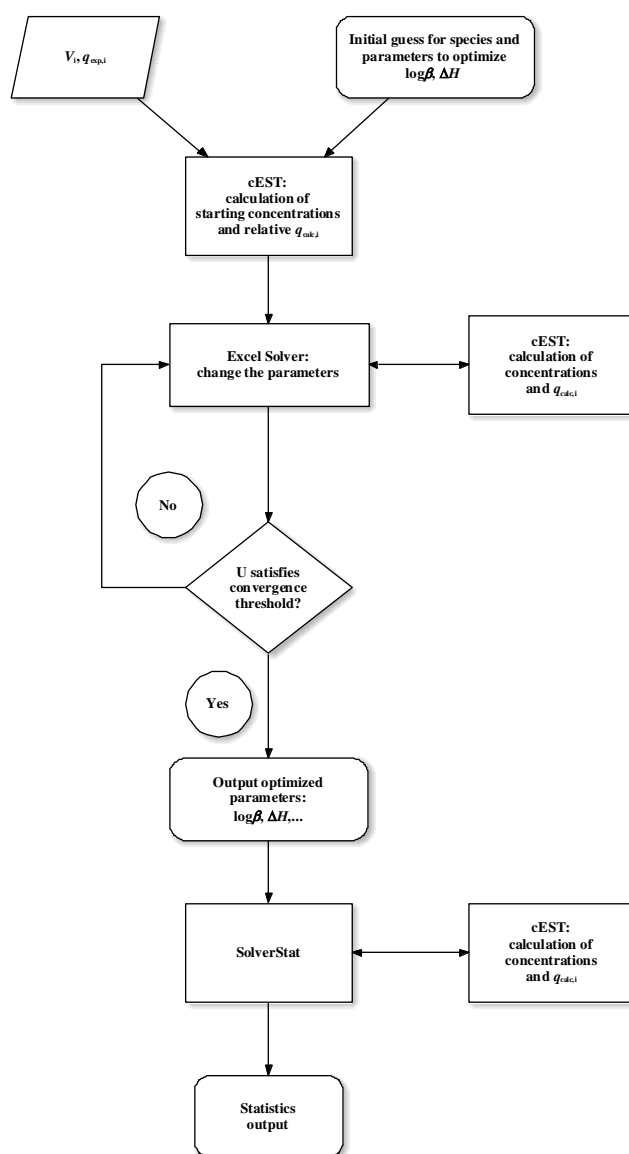 V_i, q_exp,i
Initial guess for species and
parameters to optimize
logβ, ΔH
cEST:
calculation of
starting concentrations
and relative q_calc,i
Excel Solver:
change the parameters
cEST:
calculation of
concentrations
and q_calc,i
No
U satisfies
convergence
threshold?
Yes
Output optimized
parameters:
logβ, ΔH,...
SolverStat
cEST:
calculation of
concentrations
and q_calc,i
Statistics
output